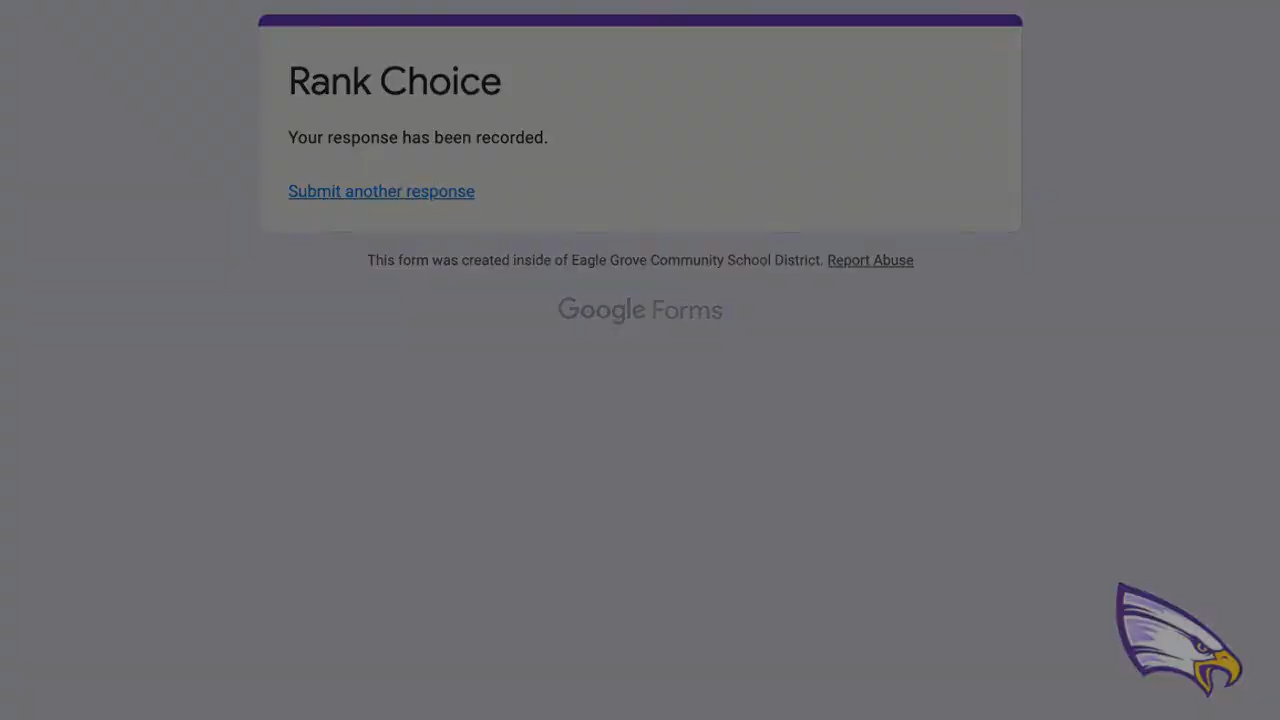 Rank Choice
Your response has been recorded.
Submit another response
This form was created inside of Eagle Grove Community School District. Report Abuse
Google Forms